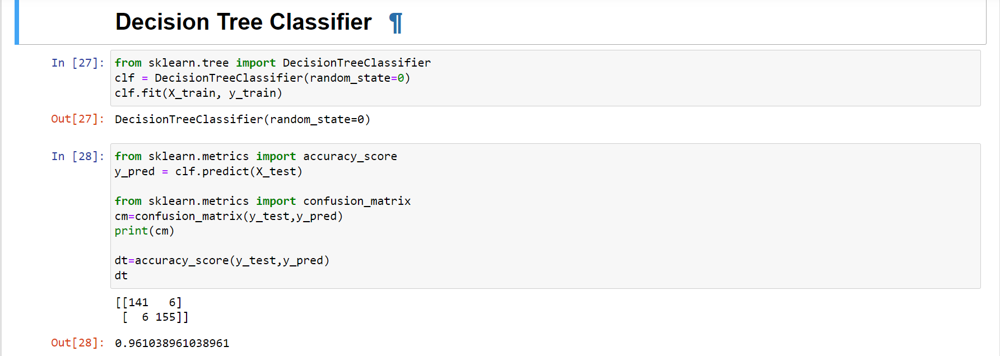 Decision Tree Classifier ¶
In [27]: from sklearn.tree import DecisionTreeClassifier
clf = DecisionTreeClassifier(random_state=0)
clf.fit(X_train, y_train)
Out[27]: DecisionTreeClassifier(random_state=0)
In [28]: from sklearn.metrics import accuracy_score
y_pred = clf.predict(X_test)
from sklearn.metrics import confusion_matrix
cm=confusion_matrix(y_test,y_pred)
print(cm)
dt=accuracy_score(y_test,y_pred)
dt
[[141   6]
 [  6 155]]
Out[28]: 0.961038961038961